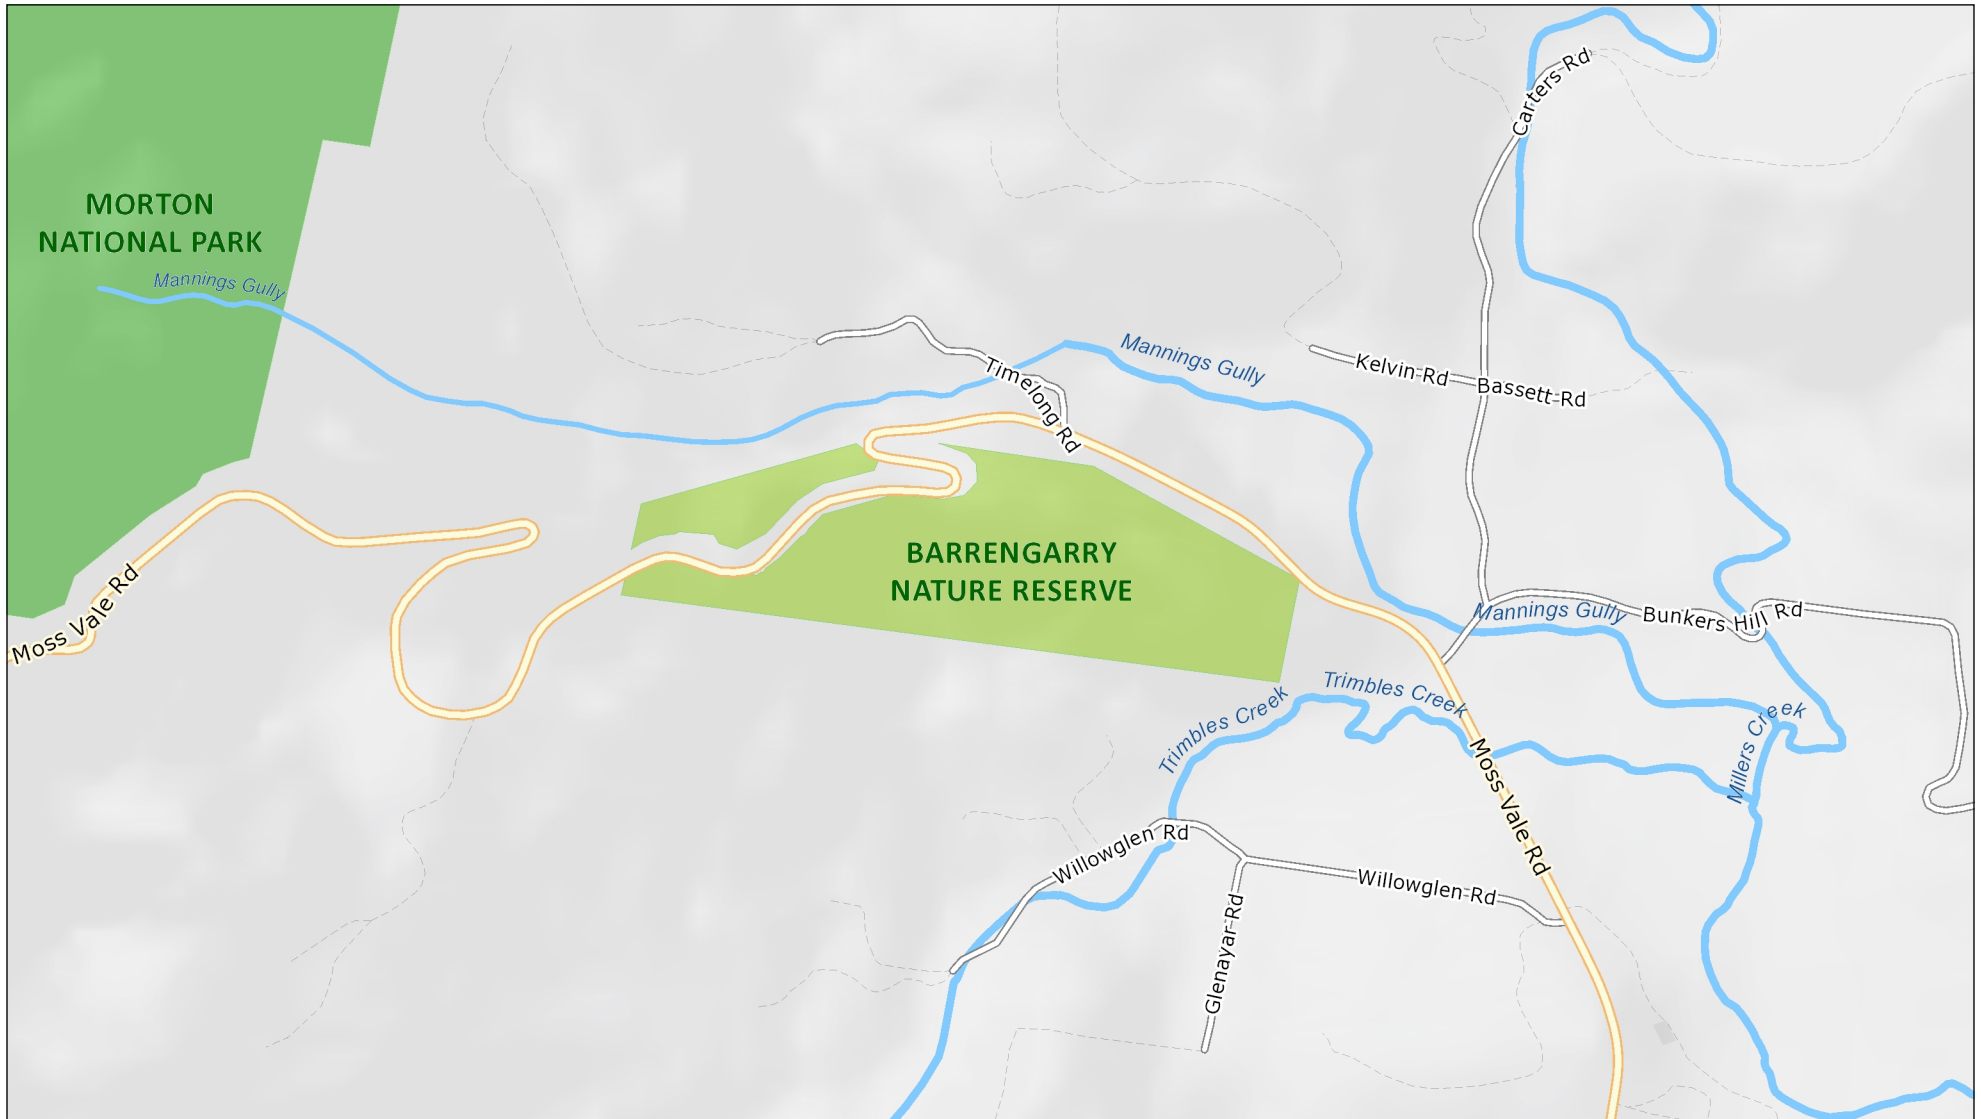 Carters Rd
MORTON
NATIONAL PARK
Mannings Gully
Mannings Gully
Timelong Rd
Kelvin Rd
Bassett Rd
BARRENGARRY
NATURE RESERVE
Moss Vale Rd
Mannings Gully
Bunkers Hill Rd
Trimbles Creek
Trimbles Creek
Millers Creek
Moss Vale Rd
Willowglen Rd
Willowglen Rd
Glenayar Rd